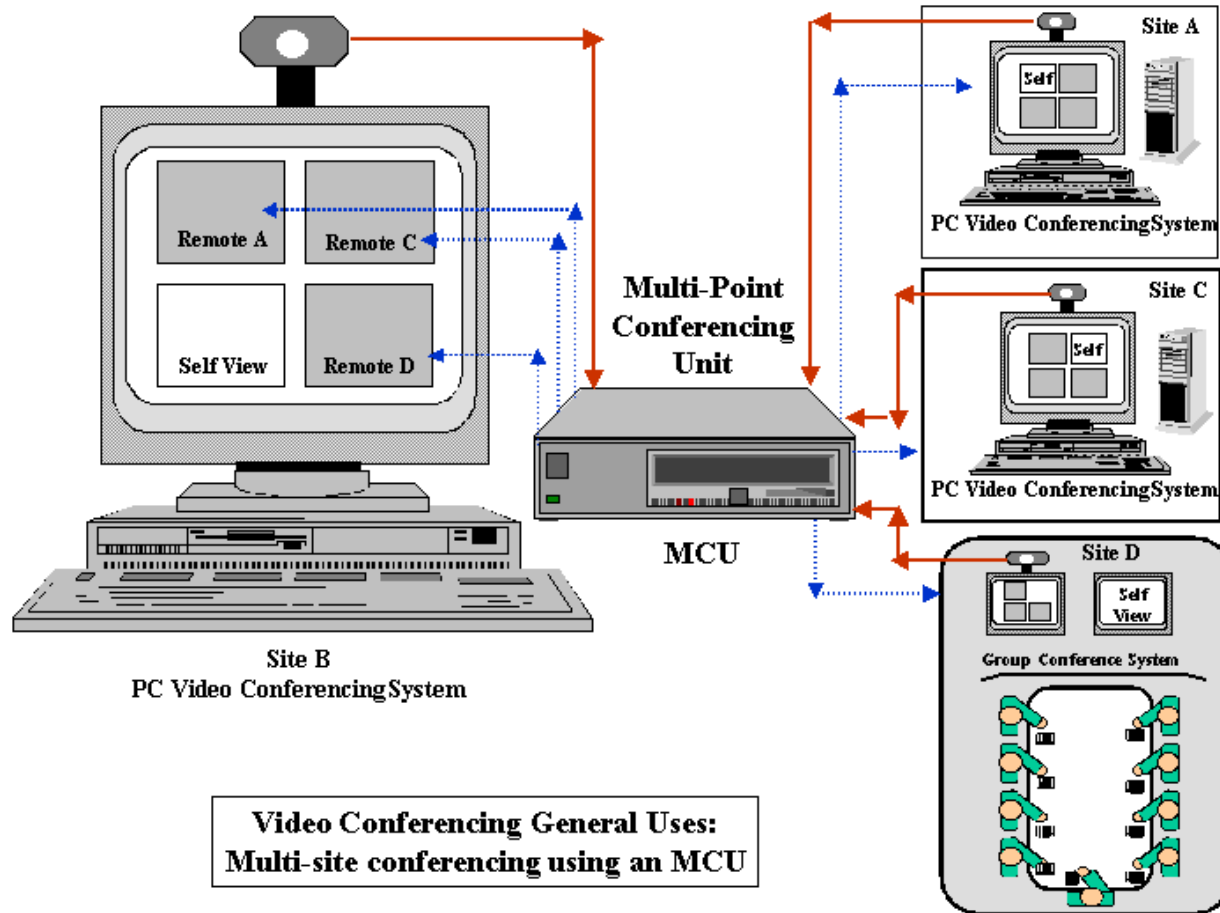 Site A
Self
PC Video ConferencingSystem
Remote A
Remote C
Self View
Remote D
Multi-Point
Conferencing
Unit
MCU
Site C
Self
PC Video ConferencingSystem
Site D
Self
View
Group Conference System
Site B
PC Video ConferencingSystem
Video Conferencing General Uses:
Multi-site conferencing using an MCU